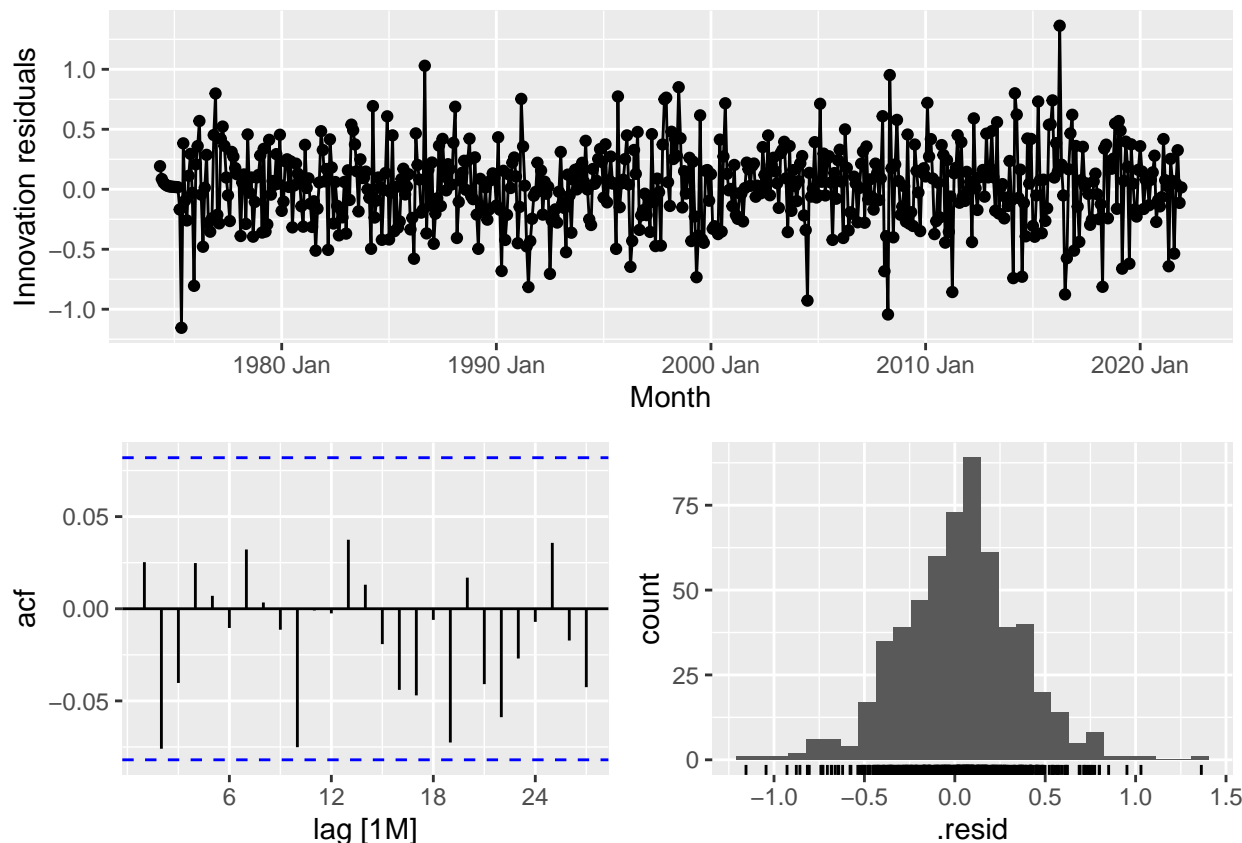 Innovation residuals
1.0
0.5
0.0
−0.5
−1.0
1980 Jan 1990 Jan 2000 Jan 2010 Jan 2020 Jan
Month
acf
0.05
0.00
−0.05
6 12 18 24
lag [1M]
count
75
50
25
0
−1.0 −0.5 0.0 0.5 1.0 1.5
.resid